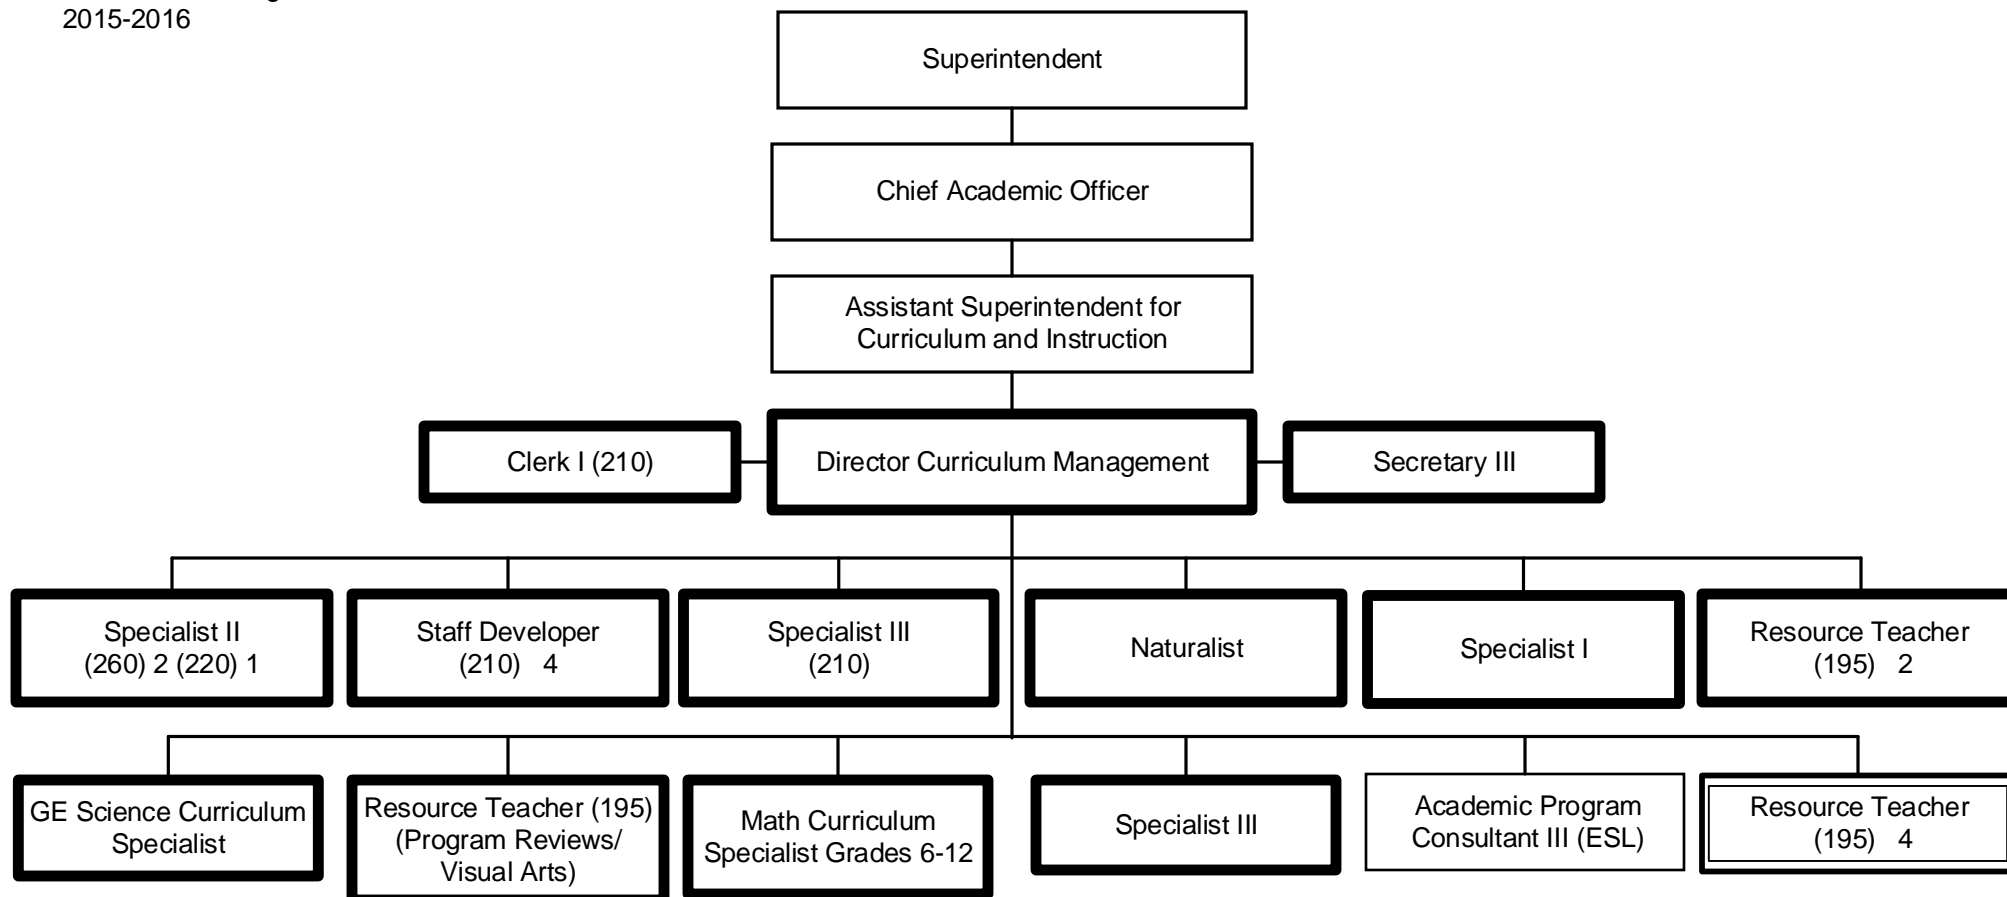 2015-2016
Superintendent
Chief Academic Officer
Assistant Superintendent for
Curriculum and Instruction
Clerk I (210)
Director Curriculum Management
Secretary III
Specialist II
(260) 2 (220) 1
Staff Developer
(210) 4
Specialist III
(210)
Naturalist
Specialist I
Resource Teacher
(195) 2
GE Science Curriculum
Specialist
Resource Teacher (195)
(Program Reviews/
Visual Arts)
Math Curriculum
Specialist Grades 6-12
Specialist III
Academic Program
Consultant III (ESL)
Resource Teacher
(195) 4